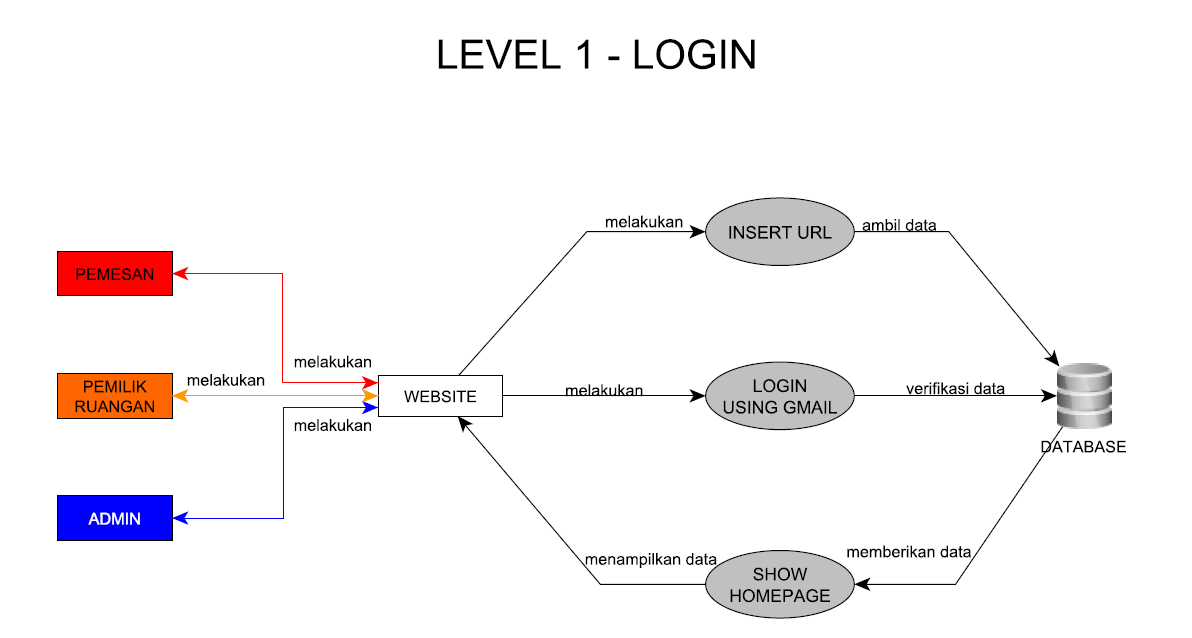 LEVEL 1 - LOGIN
melakukan
INSERT URL
ambil data
PEMESAN
melakukan
PEMILIK
RUANGAN
melakukan
WEBSITE
melakukan
LOGIN
USING GMAIL
verifikasi data
melakukan
DATABASE
ADMIN
menampilkan data
SHOW
HOMEPAGE
memberikan data